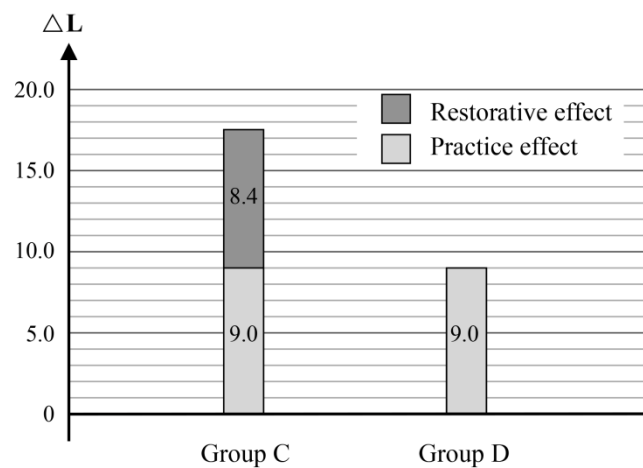 △L
20.0
Restorative effect
Practice effect
15.0
8.4
10.0
5.0
9.0
9.0
0
Group C
Group D